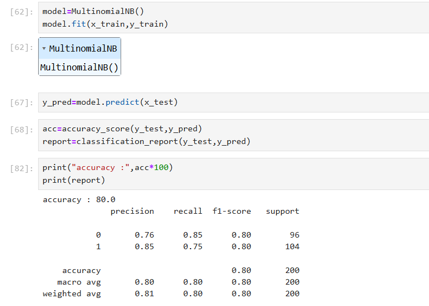 [62]: model=MultinomialNB()
model.fit(x_train,y_train)
[62]: ▾ MultinomialNB
MultinomialNB()
[67]: y_pred=model.predict(x_test)
[68]: acc=accuracy_score(y_test,y_pred)
report=classification_report(y_test,y_pred)
[82]: print("accuracy :",acc*100)
print(report)
accuracy : 80.0
precision recall f1-score support
0 0.76 0.85 0.80 96
1 0.85 0.75 0.80 104
accuracy 0.80 200
macro avg 0.80 0.80 0.80 200
weighted avg 0.81 0.80 0.80 200